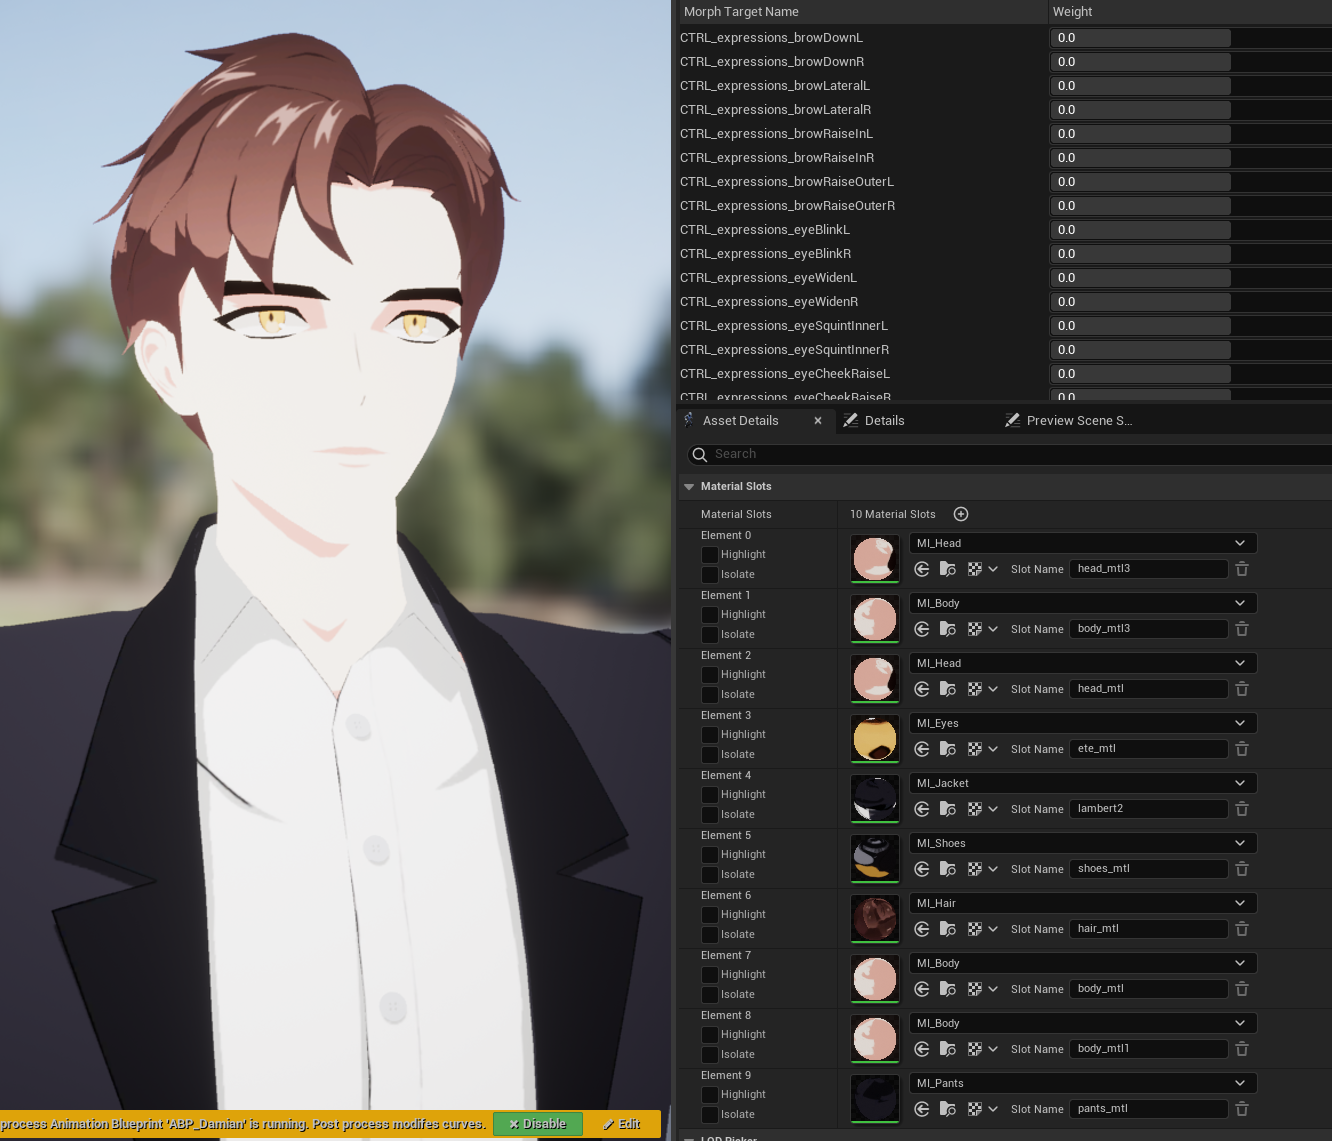 Morph Target Name Weight
CTRL_expressions_browDownL 0.0
CTRL_expressions_browDownR 0.0
CTRL_expressions_browLateralL 0.0
CTRL_expressions_browLateralR 0.0
CTRL_expressions_browRaiseInL 0.0
CTRL_expressions_browRaiseInR 0.0
CTRL_expressions_browRaiseOuterL 0.0
CTRL_expressions_browRaiseOuterR 0.0
CTRL_expressions_eyeBlinkL 0.0
CTRL_expressions_eyeBlinkR 0.0
CTRL_expressions_eyeWidenL 0.0
CTRL_expressions_eyeWidenR 0.0
CTRL_expressions_eyeSquintInnerL 0.0
CTRL_expressions_eyeSquintInnerR 0.0
CTRL_expressions_eyeCheekRaiseL 0.0
CTRL_expressions_eyeCheekRaiseR 0.0
Asset Details Details Preview Scene S...
Search
Material Slots
Material Slots 10 Material Slots
Element 0
Highlight
Isolate
MI_Head
Slot Name head_mtl3
Element 1
Highlight
Isolate
MI_Body
Slot Name body_mtl3
Element 2
Highlight
Isolate
MI_Head
Slot Name head_mtl
Element 3
Highlight
Isolate
MI_Eyes
Slot Name ete_mtl
Element 4
Highlight
Isolate
MI_Jacket
Slot Name lambert2
Element 5
Highlight
Isolate
MI_Shoes
Slot Name shoes_mtl
Element 6
Highlight
Isolate
MI_Hair
Slot Name hair_mtl
Element 7
Highlight
Isolate
MI_Body
Slot Name body_mtl
Element 8
Highlight
Isolate
MI_Body
Slot Name body_mtl1
Element 9
Highlight
Isolate
MI_Pants
Slot Name pants_mtl
LOD Picker
process Animation Blueprint 'ABP_Damian' is running. Post process modifes curves. Disable Edit